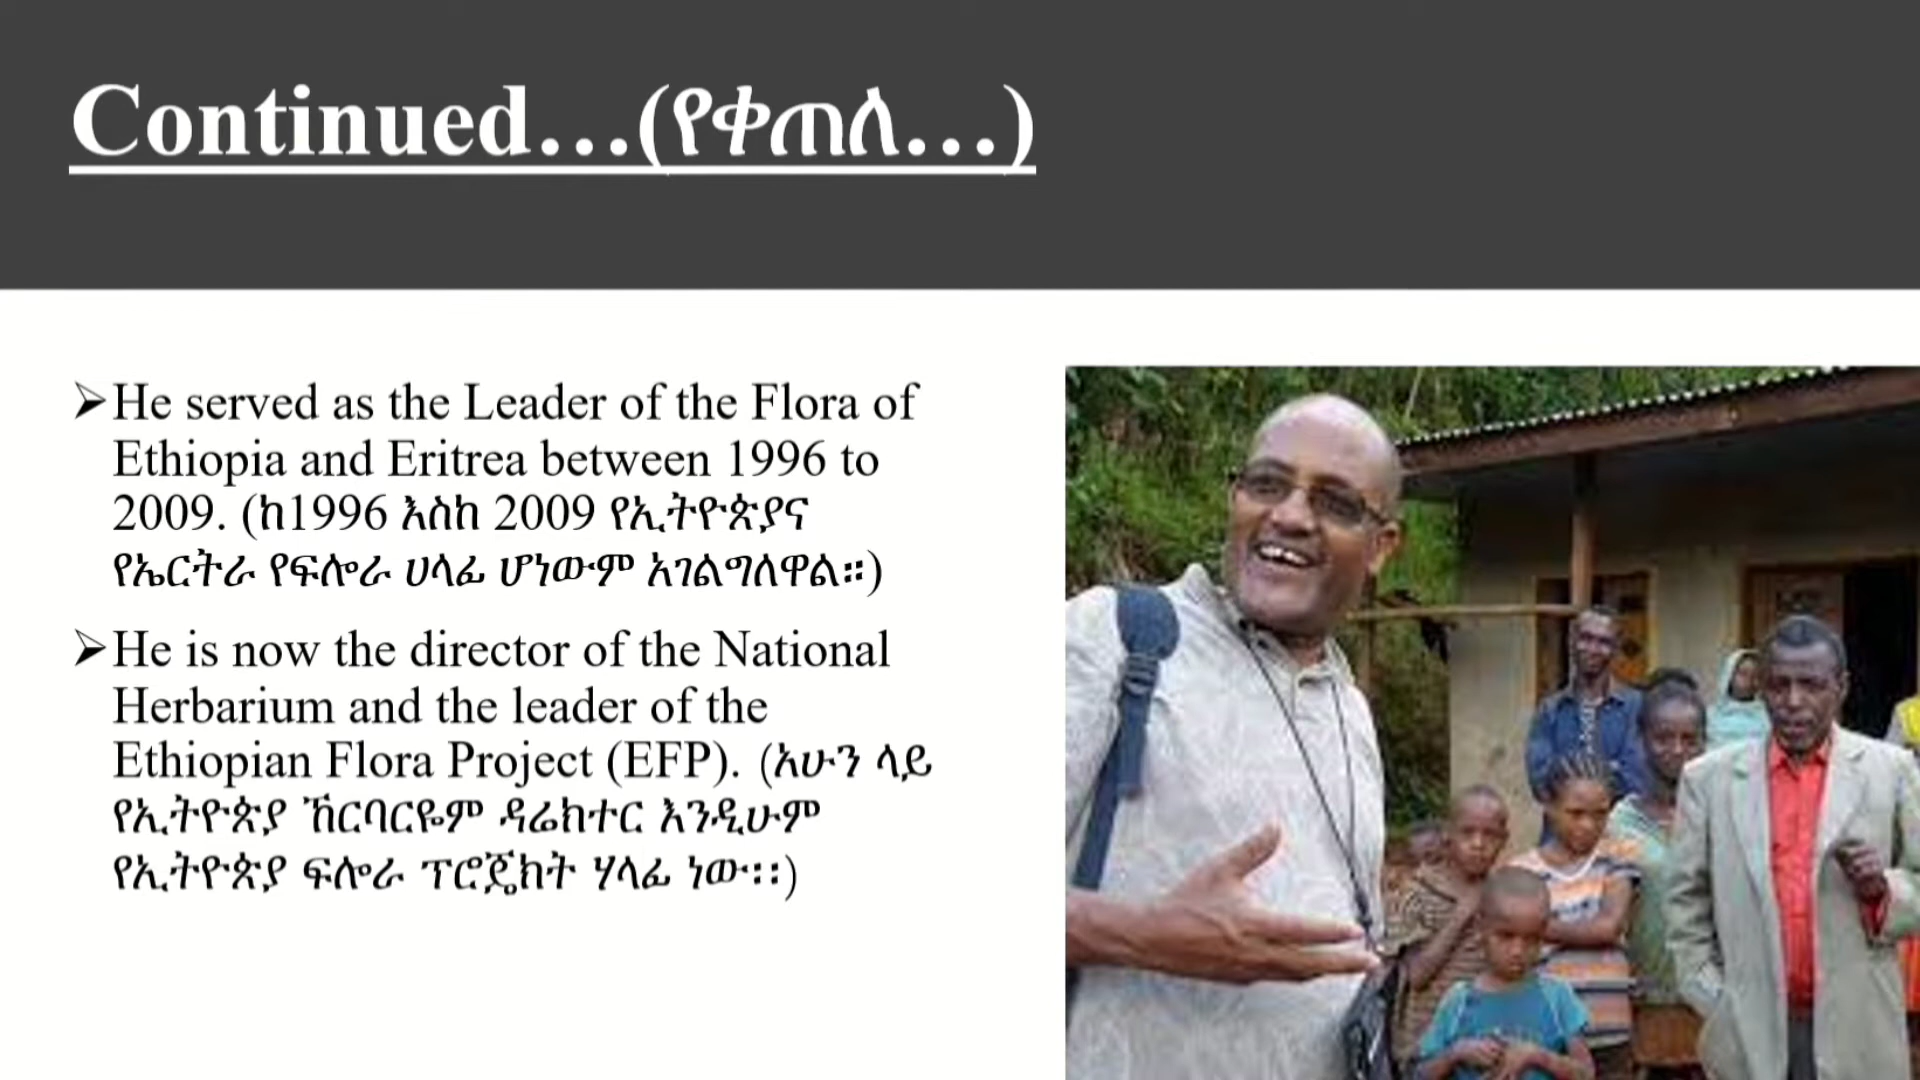 Continued…(የቀጠለ…)
➢He served as the Leader of the Flora of
Ethiopia and Eritrea between 1996 to
2009. (ከ1996 እስከ 2009 የኢትዮጵያና
የኤርትራ የፍሎራ ሀላፊ ሆነውም አገልግለዋል።)
➢He is now the director of the National
Herbarium and the leader of the
Ethiopian Flora Project (EFP). (አሁን ላይ
የኢትዮጵያ ኸርባርዬም ዳሬክተር እንዲሁም
የኢትዮጵያ ፍሎራ ፕሮጄክት ሃላፊ ነው፡፡)